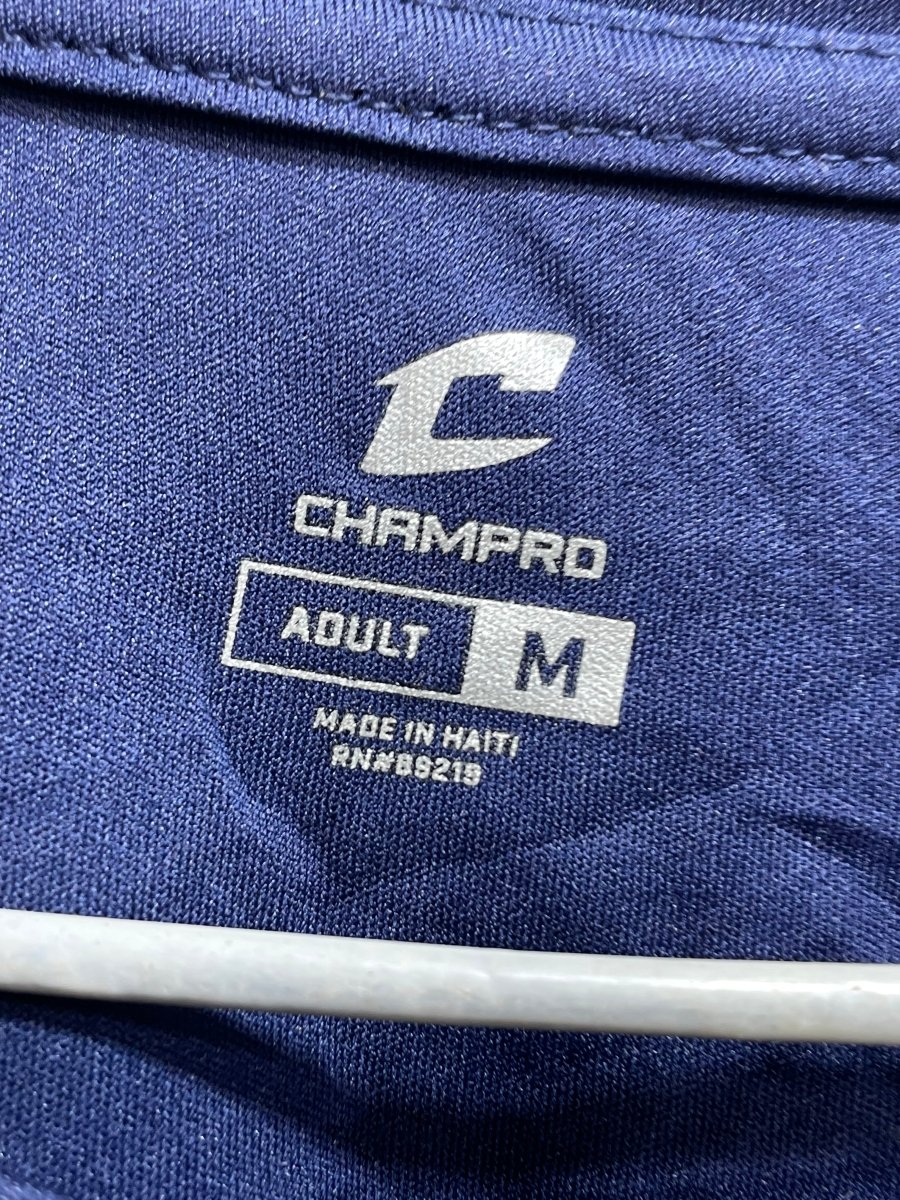 CHAMPRO
ADULT M
MADE IN HAITI
RN#89219